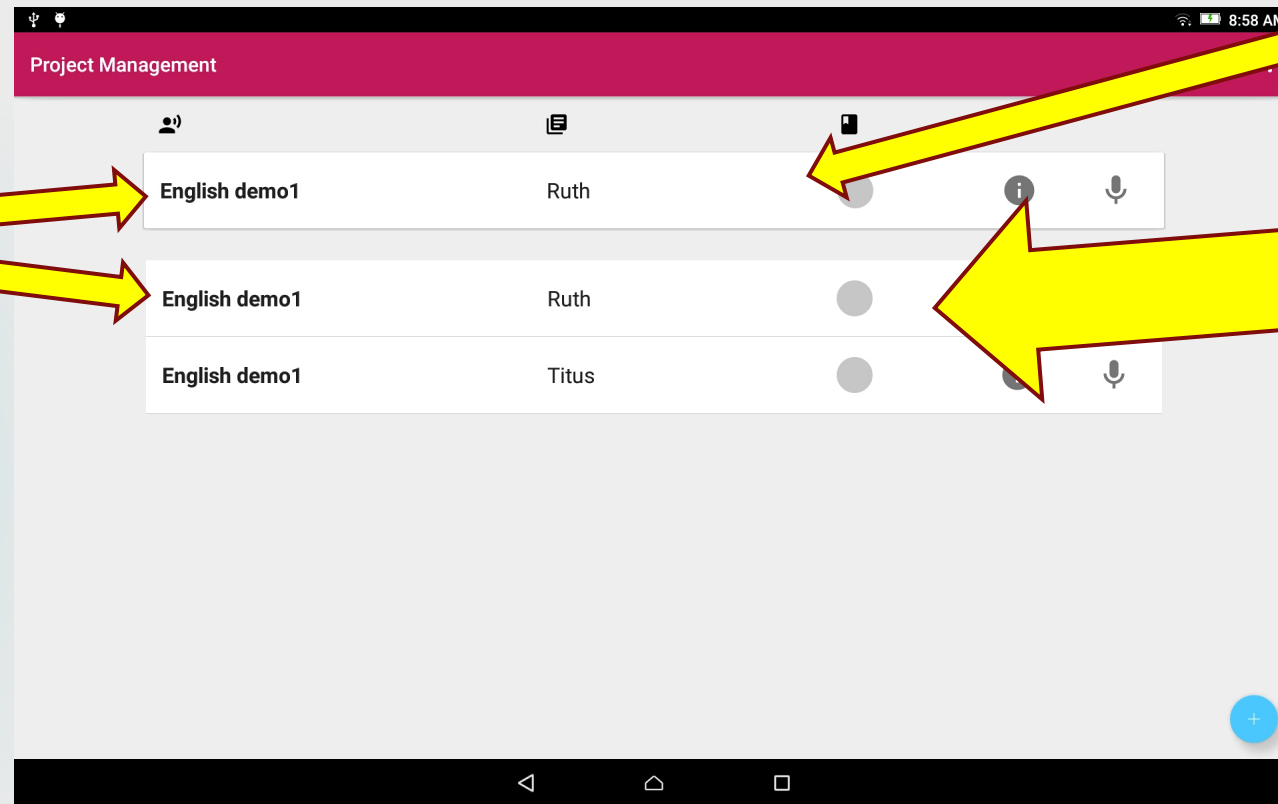 8:58 AM
Project Management
English demo1 Ruth
English demo1 Ruth
English demo1 Titus